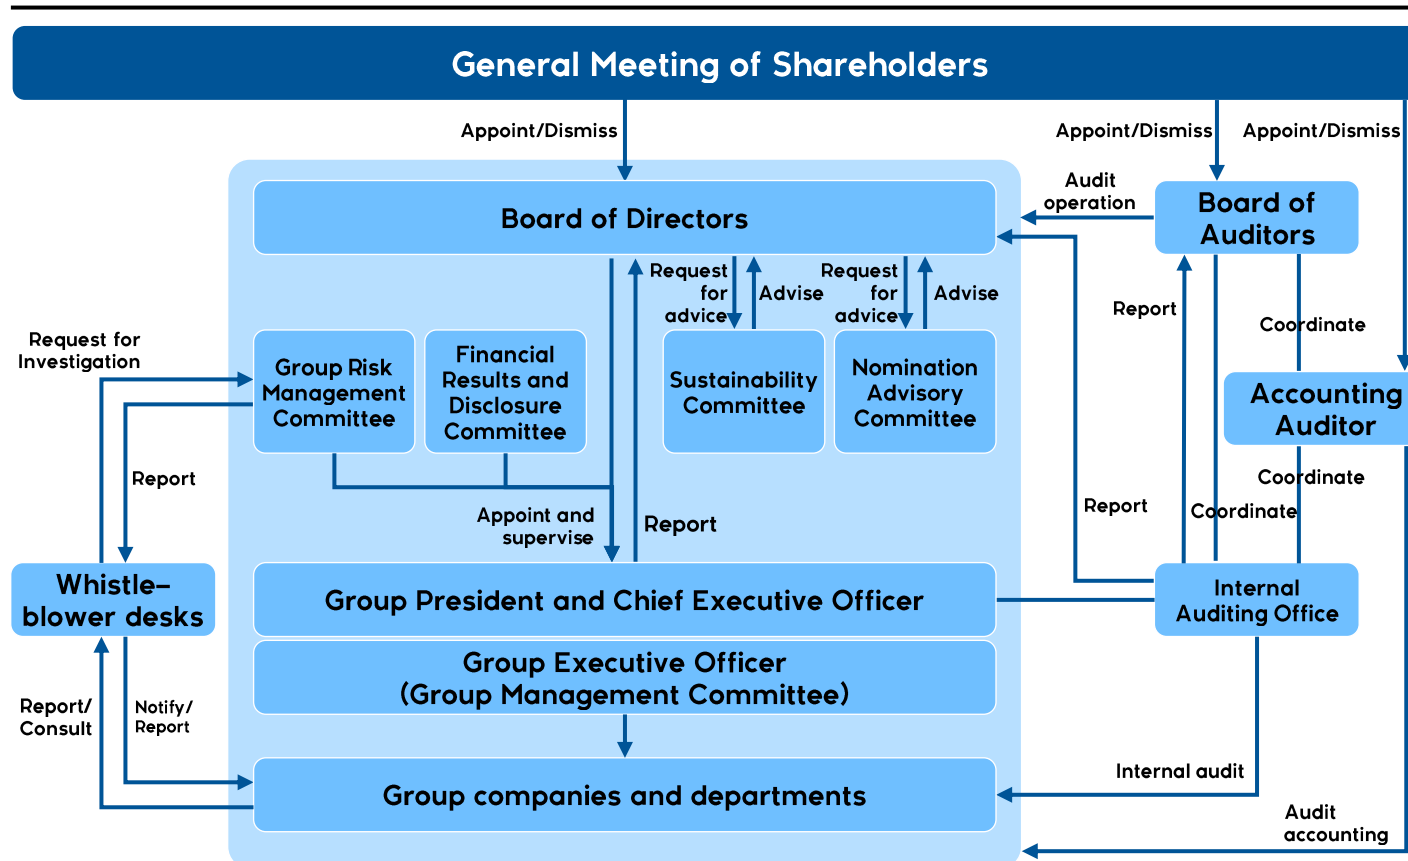 General Meeting of Shareholders
Appoint/Dismiss
Appoint/Dismiss
Appoint/Dismiss
Board of Directors
Audit
operation
Board of
Auditors
Request
for
advice
Advise
Request
for
advice
Advise
Report
Coordinate
Request for
Investigation
Group Risk
Management
Committee
Financial
Results and
Disclosure
Committee
Sustainability
Committee
Nomination
Advisory
Committee
Accounting
Auditor
Report
Coordinate
Appoint and
supervise
Report
Report
Coordinate
Whistle–
blower desks
Group President and Chief Executive Officer
Internal
Auditing Office
Group Executive Officer
(Group Management Committee)
Report/
Consult
Notify/
Report
Internal audit
Group companies and departments
Audit
accounting